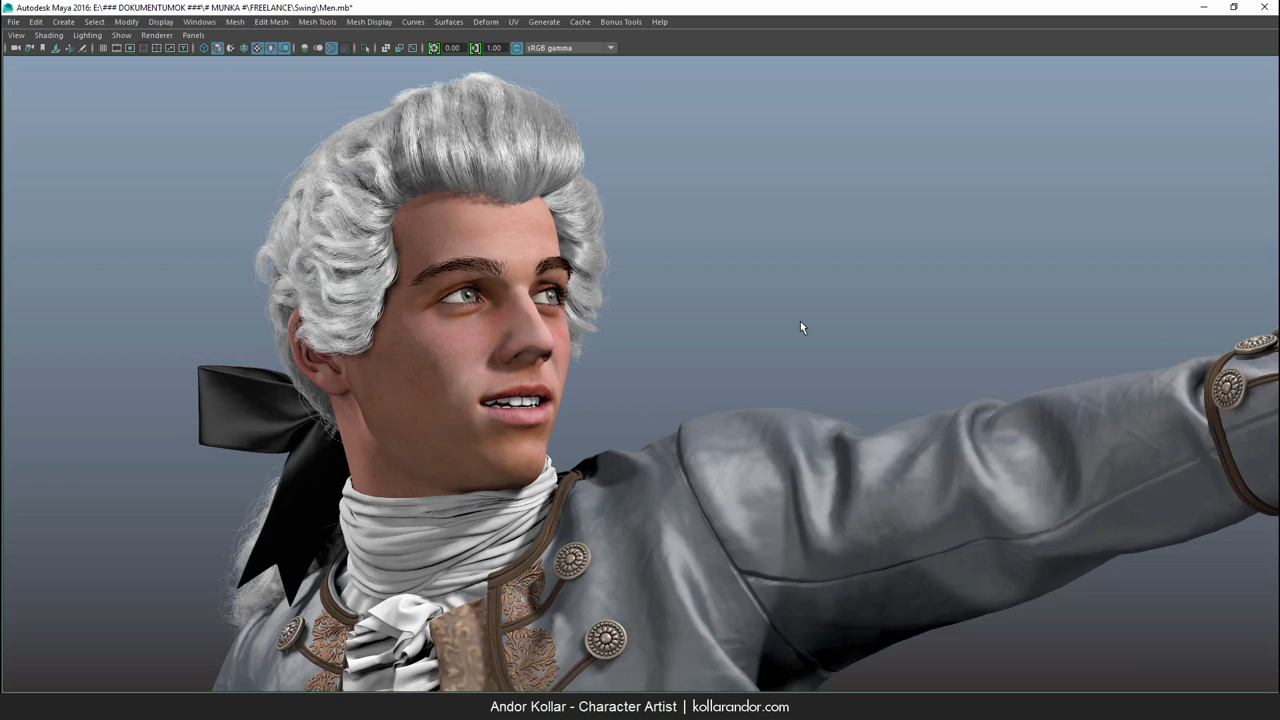 Autodesk Maya 2016: E:\### DOKUMENTUMOK ###\# MUNKA #\FREELANCE\Swing\Men.mb*
File Edit Create Select Modify Display Windows Mesh Edit Mesh Mesh Tools Mesh Display Curves Surfaces Deform UV Generate Cache Bonus Tools Help
View Shading Lighting Show Renderer Panels
0.00 1.00 sRGB gamma
Andor Kollar - Character Artist | kollarandor.com